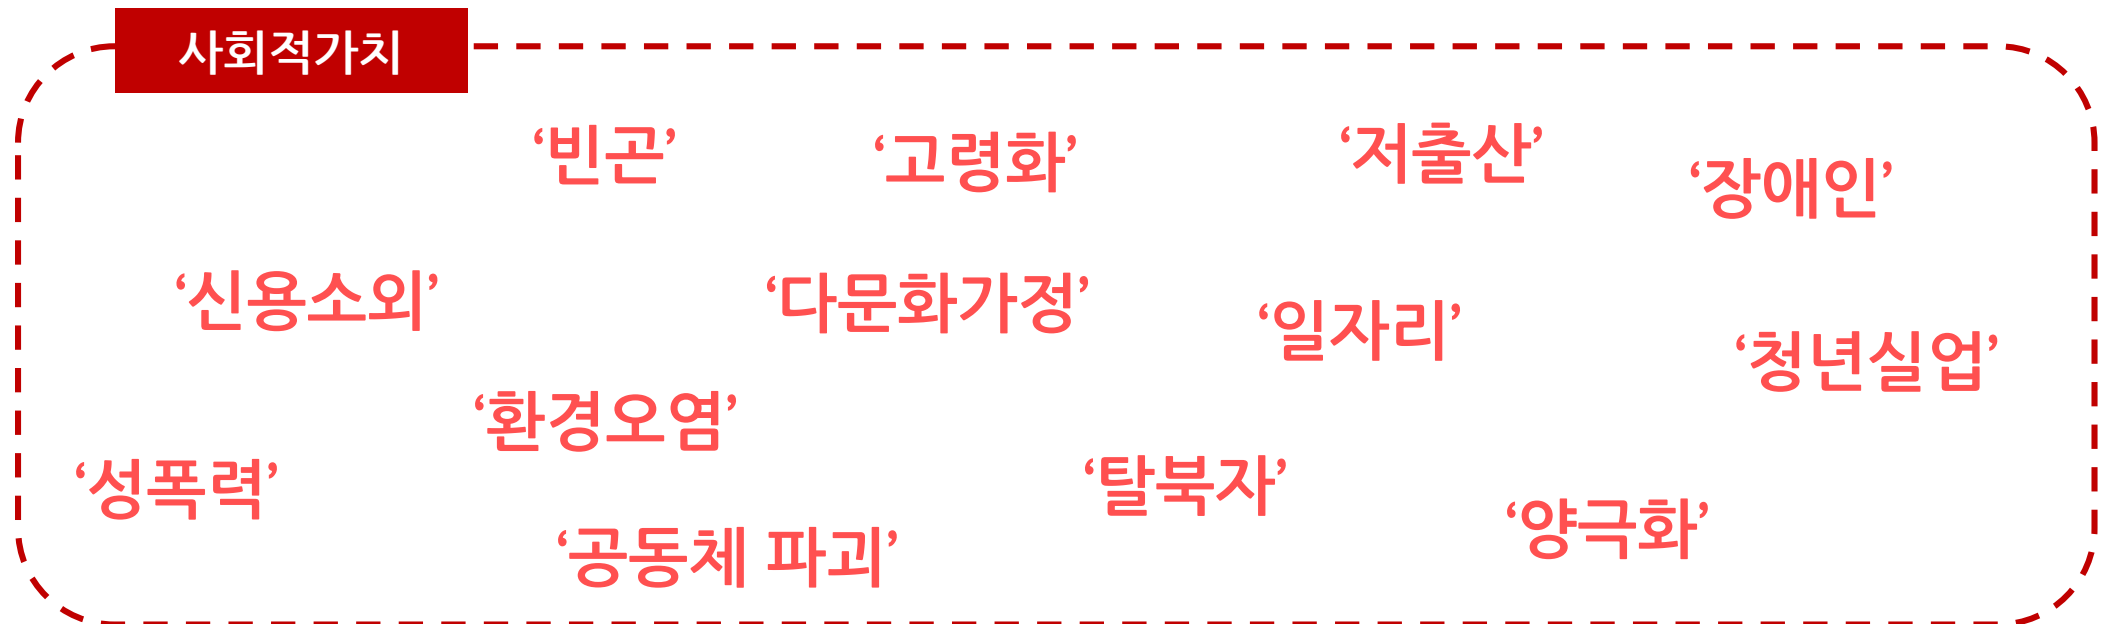 사회적가치
‘빈곤’ ‘고령화’ ‘저출산’ ‘장애인’
‘신용소외’ ‘다문화가정’ ‘일자리’ ‘청년실업’
‘환경오염’
‘성폭력’ ‘탈북자’ ‘양극화’
‘공동체 파괴’